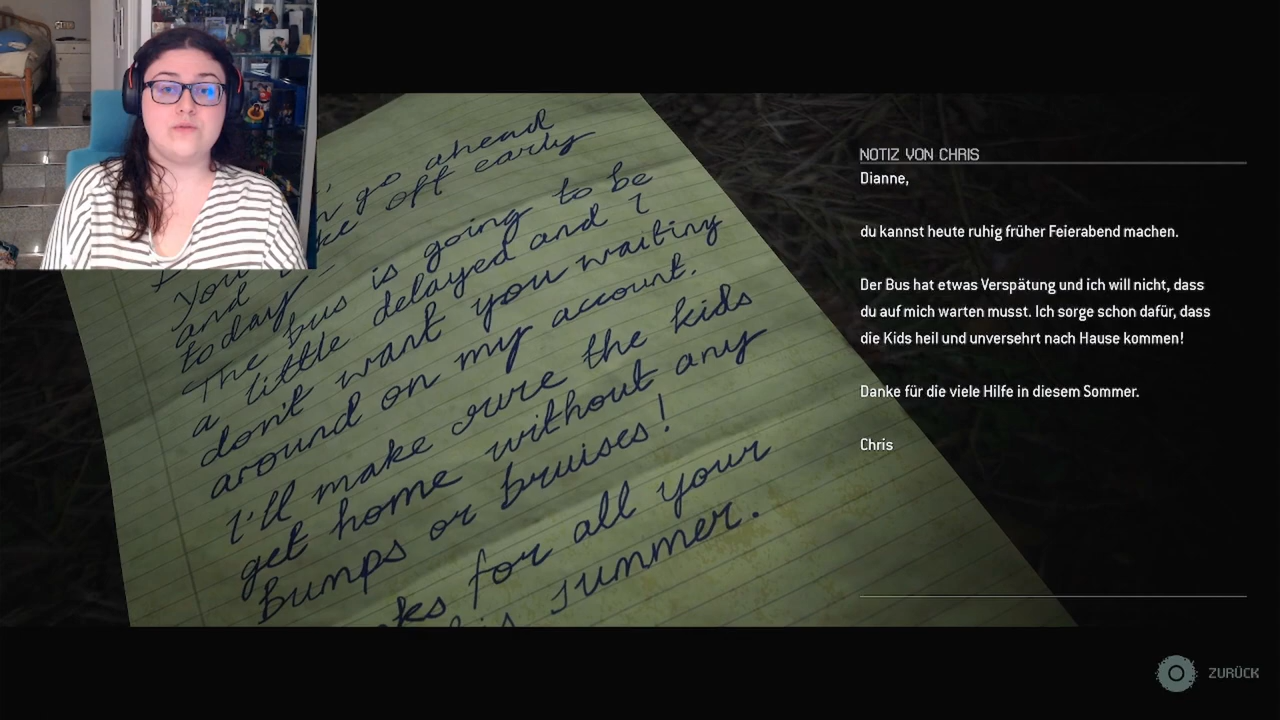 n go ahead
ke off early
You
and
today
The bus is going to be
a little delayed and I
don't want you waiting
around on my account.
I'll make sure the kids
get home without any
bumps or bruises!
ks for all your
his summer.
NOTIZ VON CHRIS
Dianne,
du kannst heute ruhig früher Feierabend machen.
Der Bus hat etwas Verspätung und ich will nicht, dass
du auf mich warten musst. Ich sorge schon dafür, dass
die Kids heil und unversehrt nach Hause kommen!
Danke für die viele Hilfe in diesem Sommer.
Chris
ZURÜCK